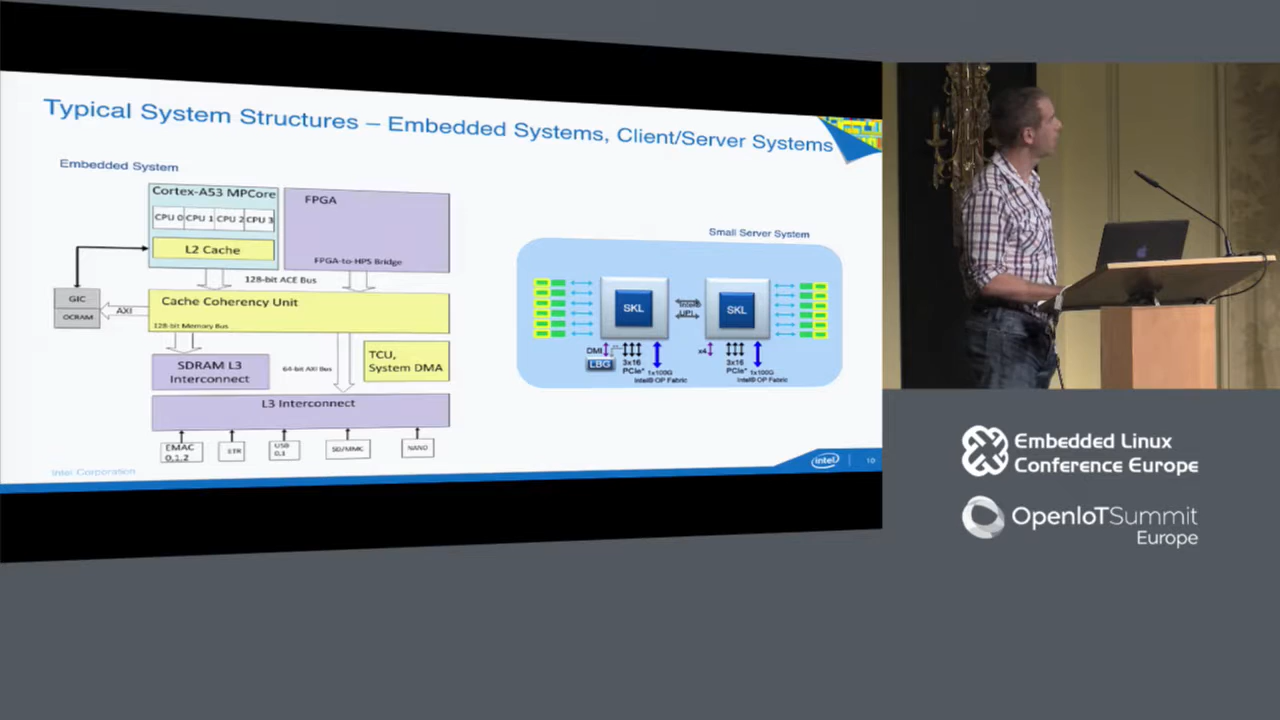 Typical System Structures – Embedded Systems, Client/Server Systems
Embedded System
Cortex-A53 MPCore
CPU 0 CPU 1 CPU 2 CPU 3
L2 Cache
FPGA
FPGA-to-HPS Bridge
128-bit ACE Bus
GIC
OCRAM
AXI
Cache Coherency Unit
128-bit Memory Bus
SDRAM L3
Interconnect
64-bit AXI Bus
TCU,
System DMA
L3 Interconnect
EMAC
0,1,2
ETR
USB
0,1
SD/MMC
NAND
Small Server System
SKL
Intel®
UPI
SKL
DMI
LBG
3x16
PCIe*
1x100G
Intel® OP Fabric
x4
3x16
PCIe*
1x100G
Intel® OP Fabric
Intel Corporation
intel
10
Embedded Linux
Conference Europe
OpenIoTSummit
Europe